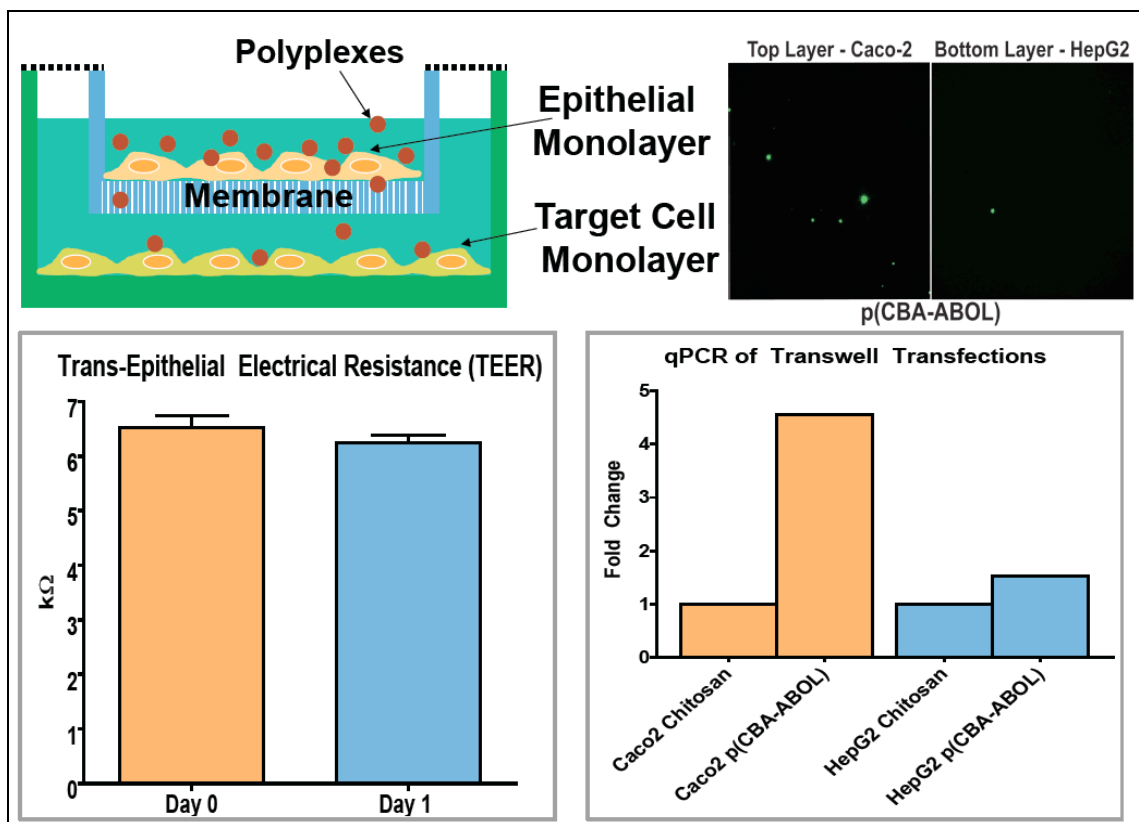 Polyplexes
Epithelial
Monolayer
Membrane
Target Cell
Monolayer
Top Layer - Caco-2
Bottom Layer - HepG2
p(CBA-ABOL)
Trans-Epithelial Electrical Resistance (TEER)
7
6
5
4
3
2
1
0
kΩ
Day 0
Day 1
qPCR of Transwell Transfections
5
4
3
2
1
0
Fold Change
Caco2 Chitosan
Caco2 p(CBA-ABOL)
HepG2 Chitosan
HepG2 p(CBA-ABOL)